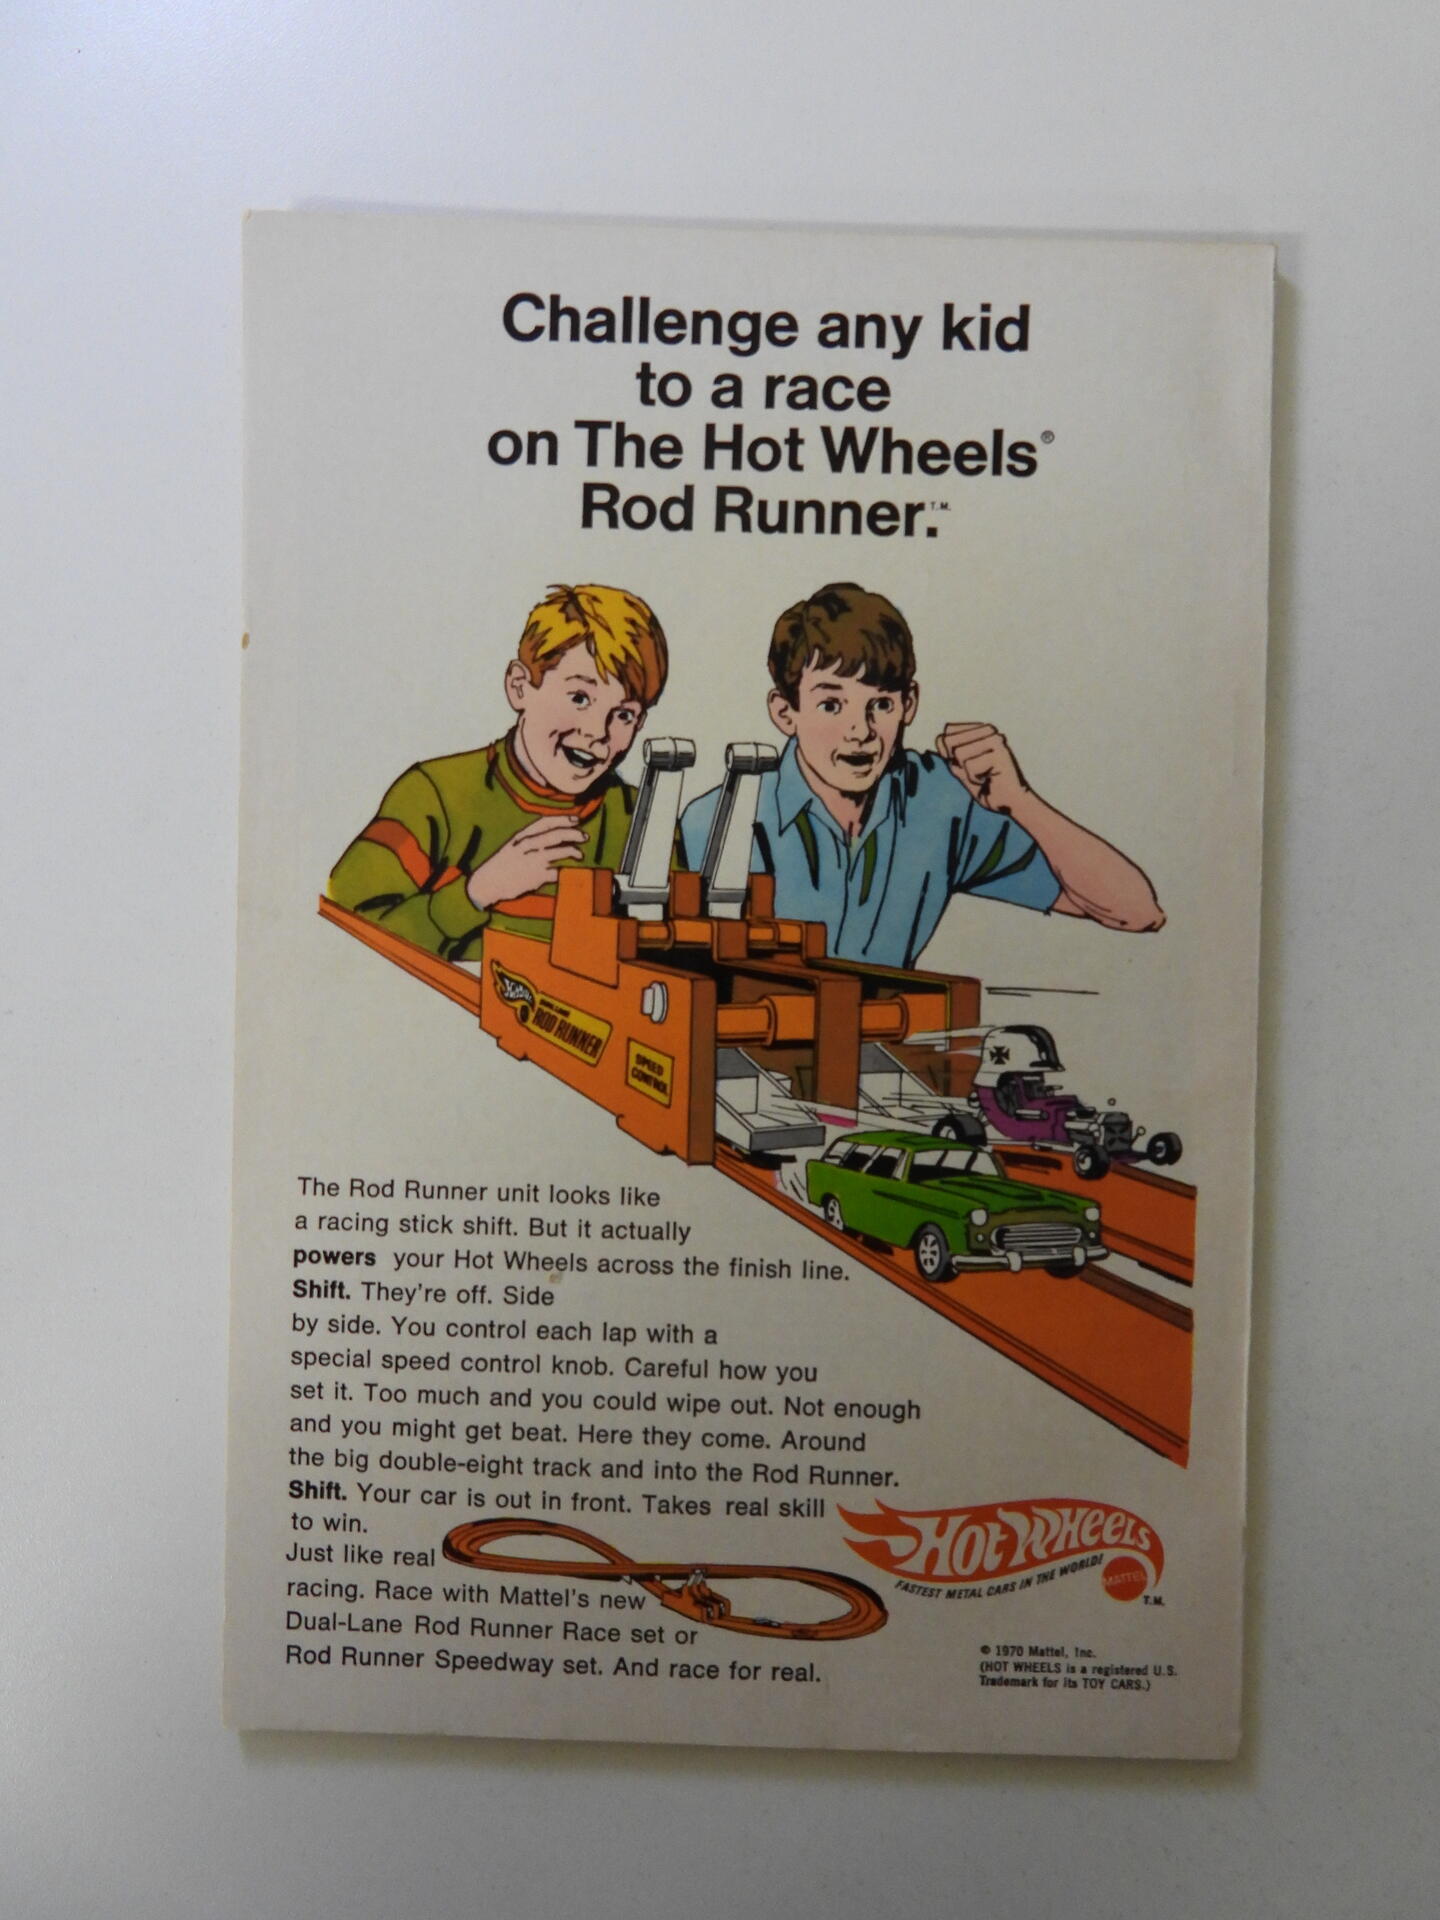 Challenge any kid
to a race
on The Hot Wheels®
Rod Runner.T.M.
HOT WHEELS
DUAL-LANE
ROD RUNNER
SPEED
CONTROL
The Rod Runner unit looks like
a racing stick shift. But it actually
powers your Hot Wheels across the finish line.
Shift. They're off. Side
by side. You control each lap with a
special speed control knob. Careful how you
set it. Too much and you could wipe out. Not enough
and you might get beat. Here they come. Around
the big double-eight track and into the Rod Runner.
Shift. Your car is out in front. Takes real skill
to win.
Just like real
racing. Race with Mattel's new
Dual-Lane Rod Runner Race set or
Rod Runner Speedway set. And race for real.
HOT WHEELS
FASTEST METAL CARS IN THE WORLD!
MATTEL
T.M.
© 1970 Mattel, Inc.
(HOT WHEELS is a registered U.S.
Trademark for its TOY CARS.)